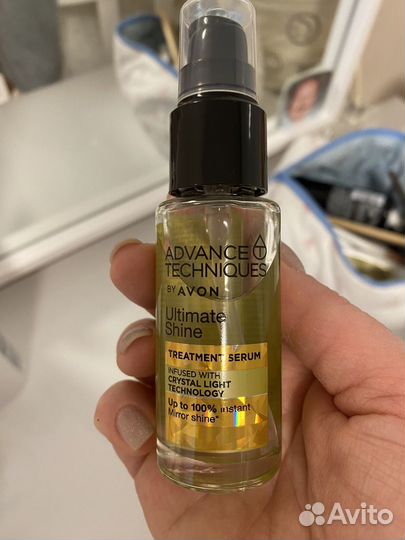 ADVANCE
TECHNIQUES
BY AVON
Ultimate
Shine
TREATMENT SERUM
INFUSED WITH
CRYSTAL LIGHT
TECHNOLOGY
Up to 100% instant
Mirror shine*
Avito